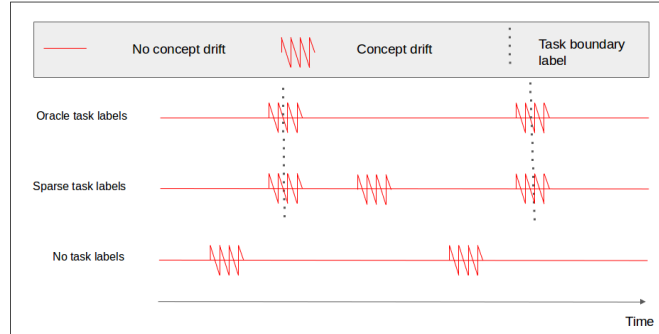 No concept drift
Concept drift
Task boundary
label
Oracle task labels
Sparse task labels
No task labels
Time